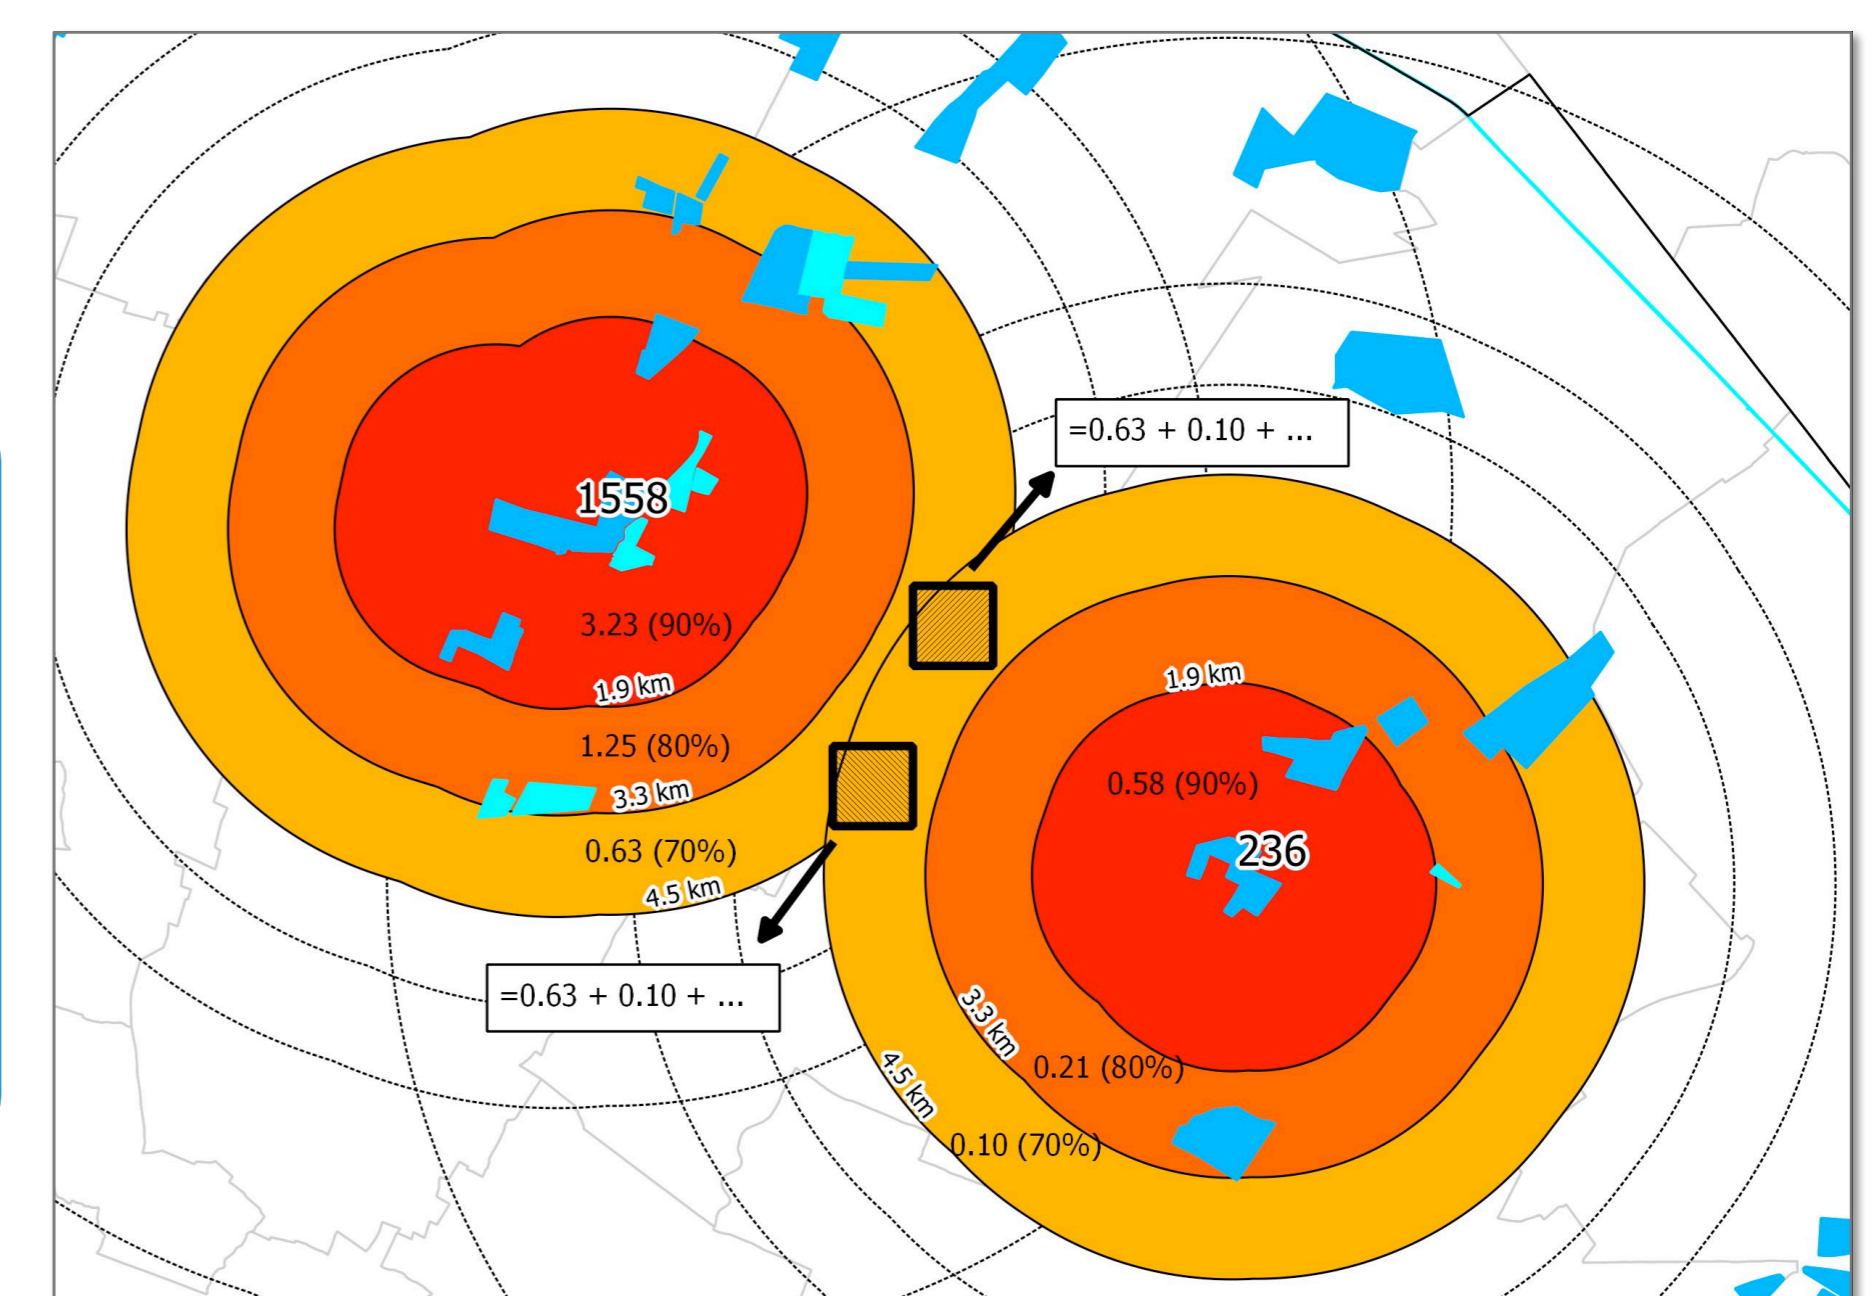 =0.63 + 0.10 + ...
1558
3.23 (90%)
1.9 km
1.9 km
1.25 (80%)
0.58 (90%)
3.3 km
0.63 (70%)
236
4.5 km
=0.63 + 0.10 + ...
3.3 km
0.21 (80%)
4.5 km
0.10 (70%)